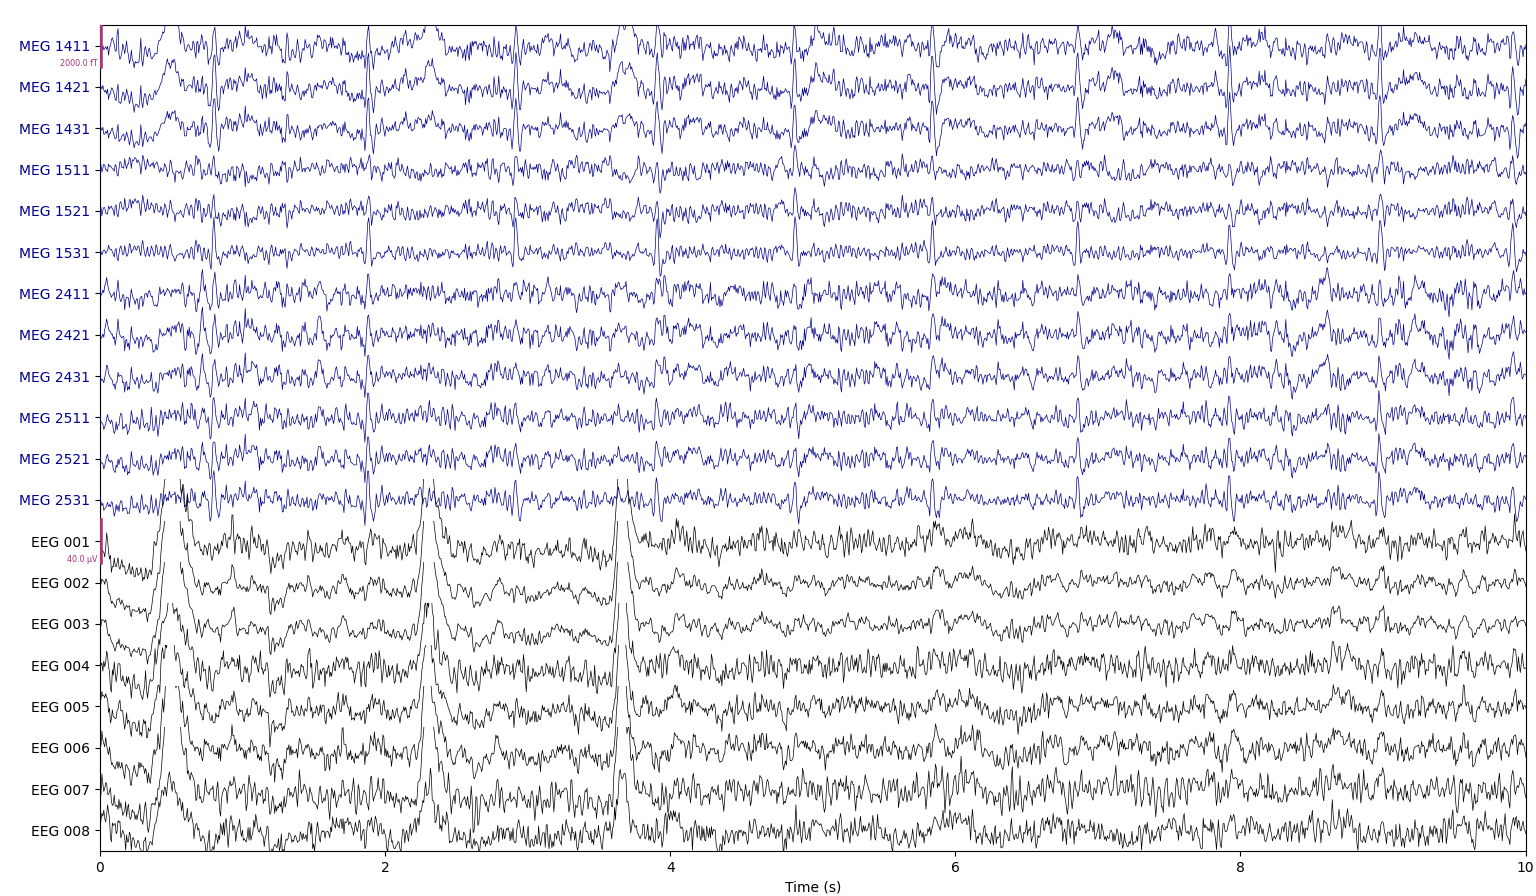 MEG 1411
2000.0 fT
MEG 1421
MEG 1431
MEG 1511
MEG 1521
MEG 1531
MEG 2411
MEG 2421
MEG 2431
MEG 2511
MEG 2521
MEG 2531
EEG 001
40.0 µV
EEG 002
EEG 003
EEG 004
EEG 005
EEG 006
EEG 007
EEG 008
0 2 4 6 8 10
Time (s)